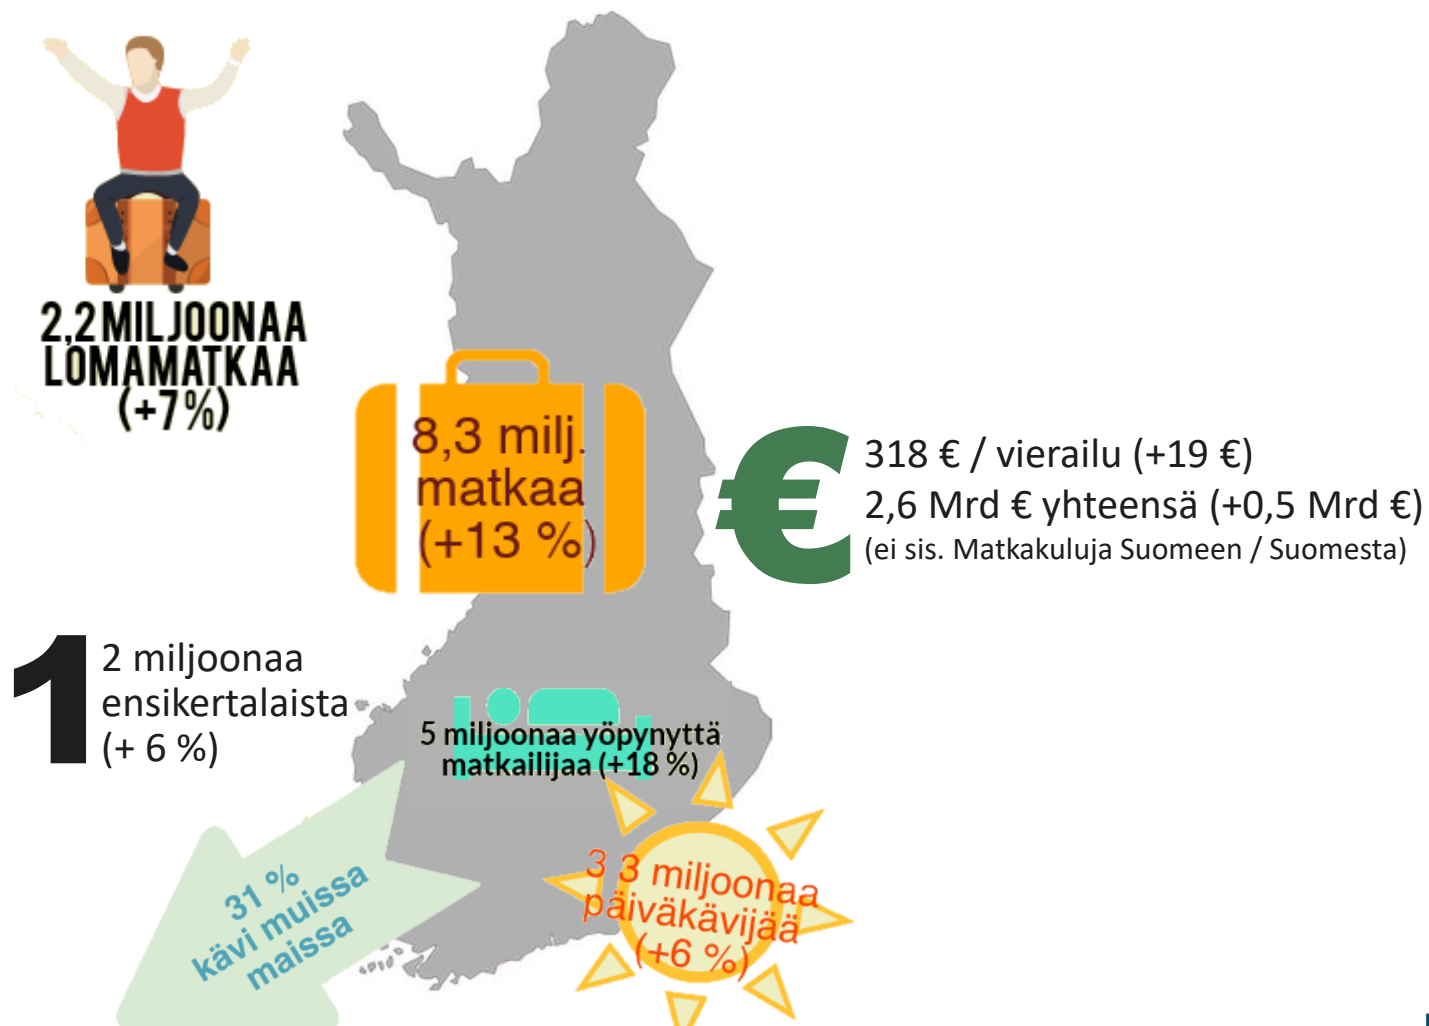 2,2 MILJOONAA
LOMAMATKAA
(+7%)
8,3 milj.
matkaa
(+13 %)
€
318 € / vierailu (+19 €)
2,6 Mrd € yhteensä (+0,5 Mrd €)
(ei sis. Matkakuluja Suomeen / Suomesta)
1
2 miljoonaa
ensikertalaista
(+ 6 %)
5 miljoonaa yöpynyttä
matkailijaa (+18 %)
31 %
kävi muissa
maissa
3 3 miljoonaa
päiväkävijää
(+6 %)